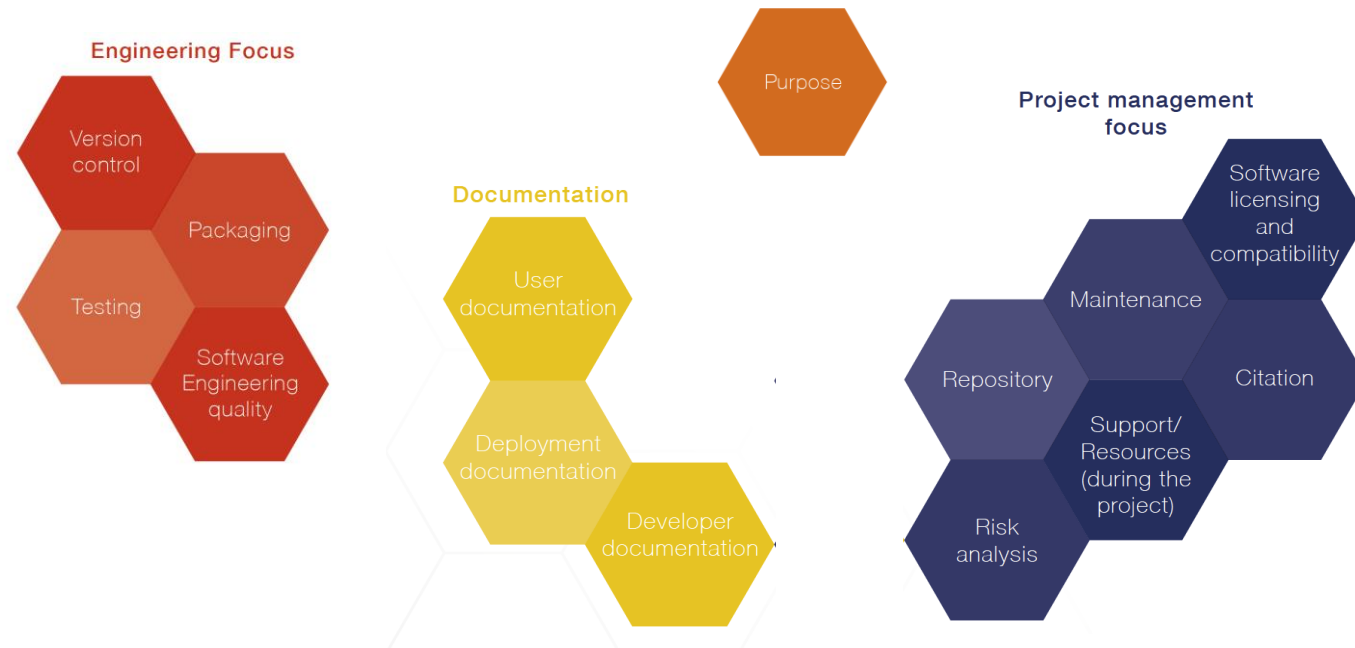 Engineering Focus
Version
control
Packaging
Testing
Software
Engineering
quality
Documentation
User
documentation
Deployment
documentation
Developer
documentation
Purpose
Project management
focus
Software
licensing
and
compatibility
Maintenance
Repository
Citation
Support/
Resources
(during the
project)
Risk
analysis